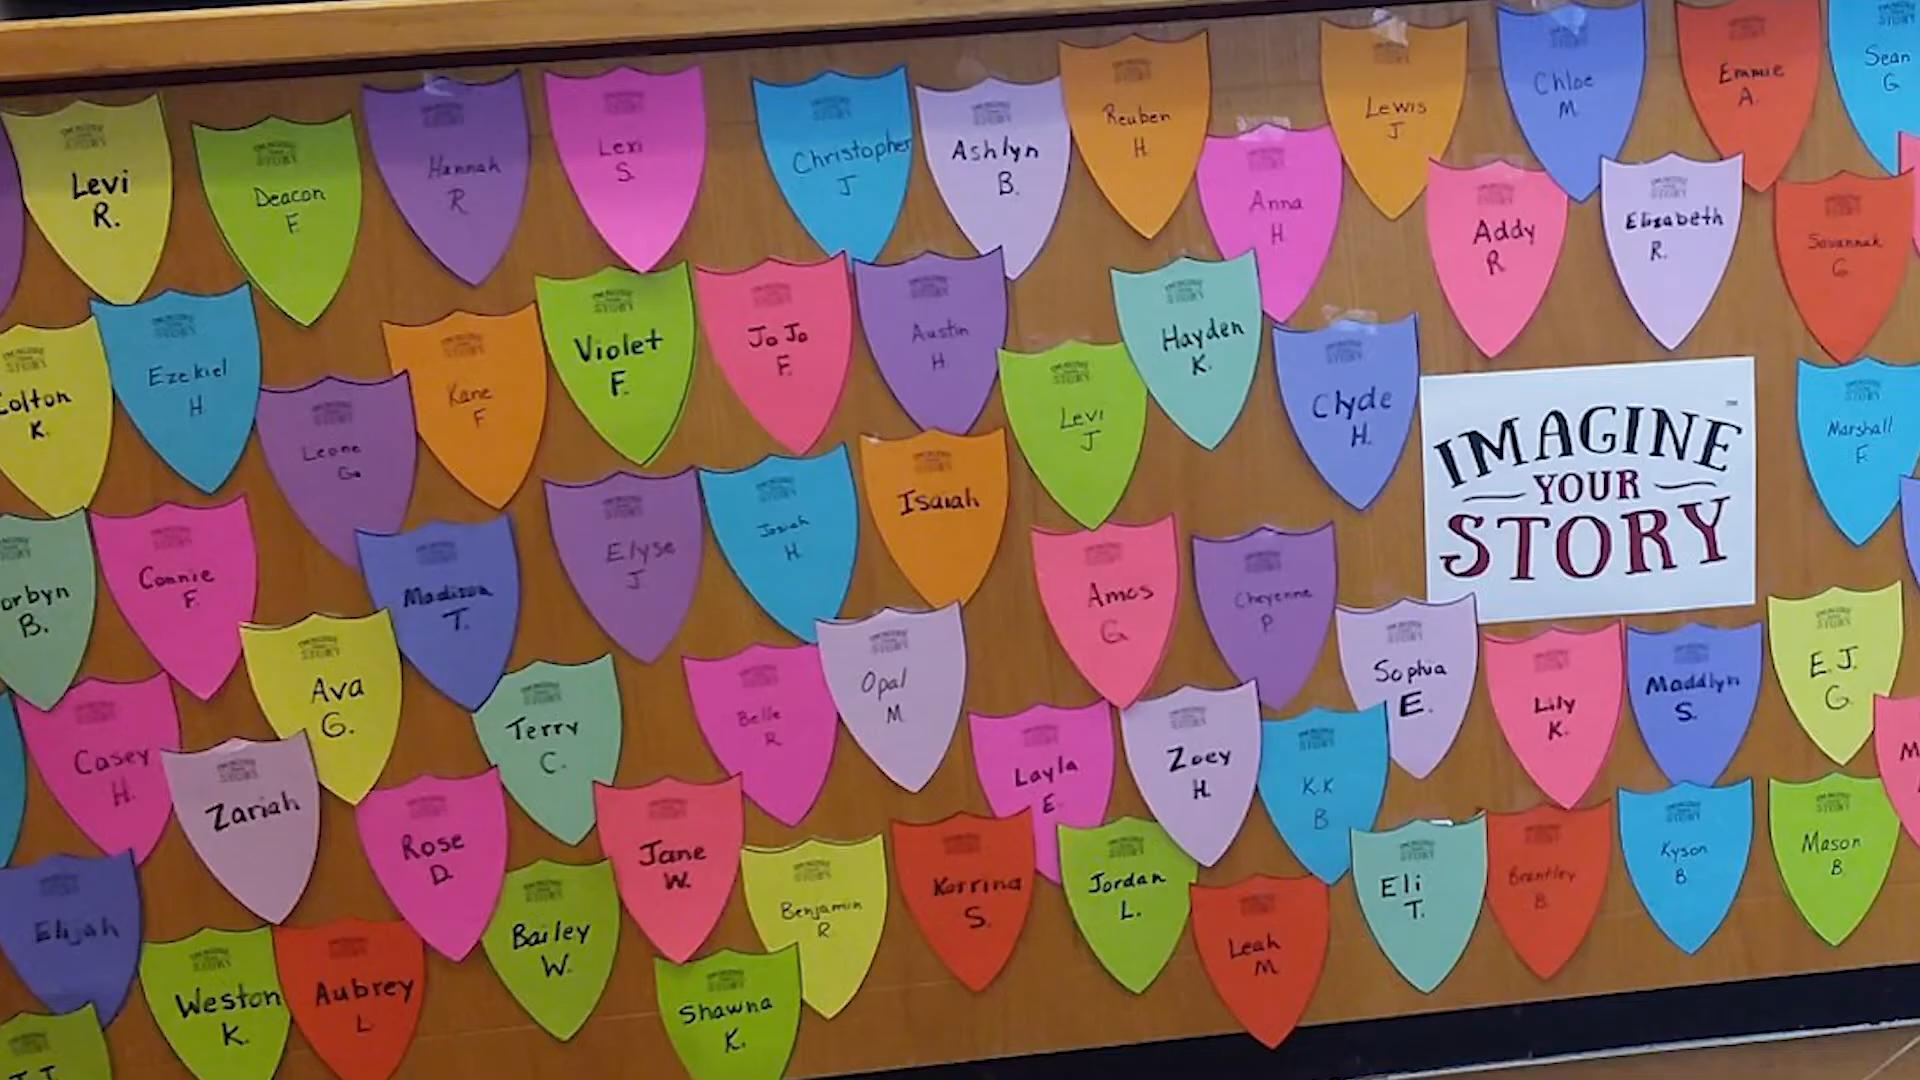 Levi
R.
Deacon
F.
Hannah
R
Lexi
S.
Christopher
J
Ashlyn
B.
Reuben
H.
Anna
H
Lewis
J
Addy
R
Chloe
M
Elizabeth
R.
Emmie
A.
Savannah
G.
Sean
G
Colton
K.
Ezekiel
H
Leone
G.
Kane
F
Violet
F.
JoJo
F.
Austin
H
Levi
J
Hayden
K.
Clyde
H.
IMAGINE
YOUR
STORY
Marshall
F.
orbyn
B.
Connie
F.
Madison
T.
Elyse
J
Josiah
H
Isaiah
Amos
G
Cheyenne
P
Sophia
E.
Lily
K.
Maddlyn
S.
E.J.
G.
Ava
G.
Terry
C.
Belle
R
Opal
M
Layla
E.
Zoey
H.
K.K
B
Casey
H.
Zariah
Rose
D.
Jane
W.
Benjamin
R
Korrina
S.
Jordan
L.
Leah
M
Eli
T.
Brantley
B.
Kyson
B
Mason
B
Elijah
Weston
K.
Aubrey
L
Bailey
W.
Shawna
K.